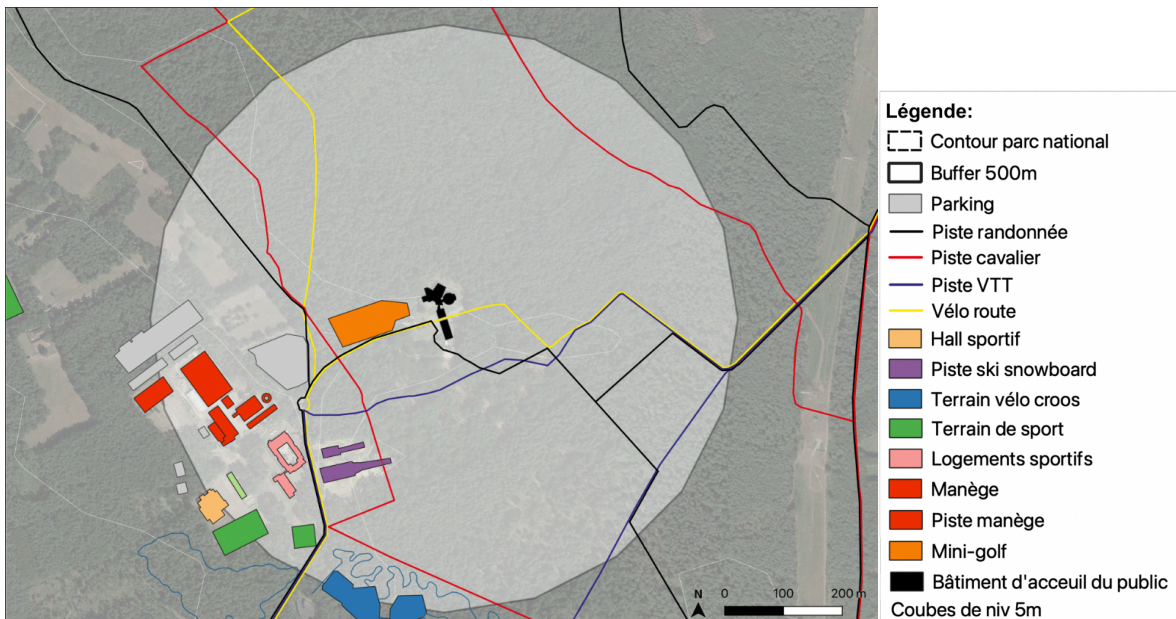 Légende:
Contour parc national
Buffer 500m
Parking
Piste randonnée
Piste cavalier
Piste VTT
Vélo route
Hall sportif
Piste ski snowboard
Terrain vélo croos
Terrain de sport
Logements sportifs
Manège
Piste manège
Mini-golf
Bâtiment d'acceuil du public
Coubes de niv 5m
N 0 100 200 m